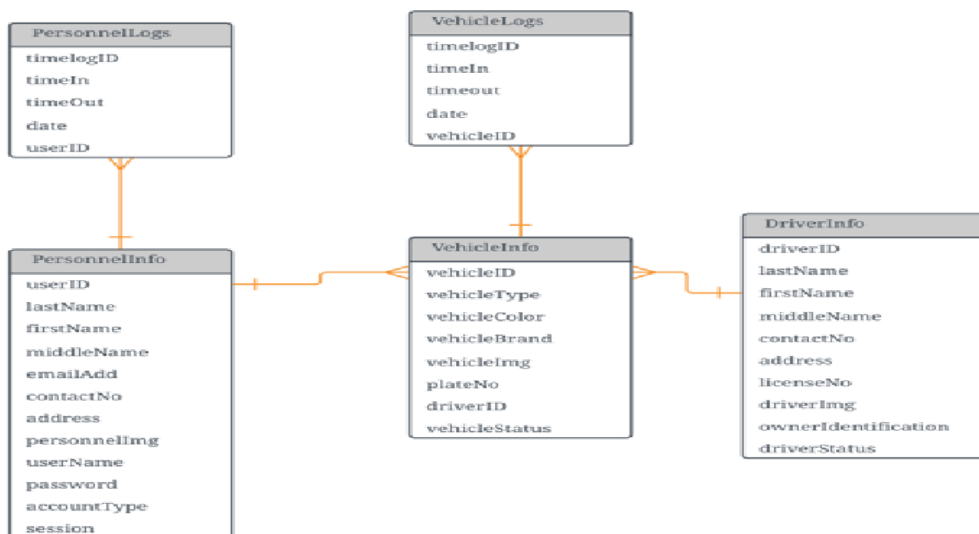 PersonnelLogs
timelogID
timeIn
timeOut
date
userID
VehicleLogs
timelogID
timeIn
timeout
date
vehicleID
PersonnelInfo
userID
lastName
firstName
middleName
emailAdd
contactNo
address
personnelImg
userName
password
accountType
session
VehicleInfo
vehicleID
vehicleType
vehicleColor
vehicleBrand
vehicleImg
plateNo
driverID
vehicleStatus
DriverInfo
driverID
lastName
firstName
middleName
contactNo
address
licenseNo
driverImg
ownerIdentification
driverStatus